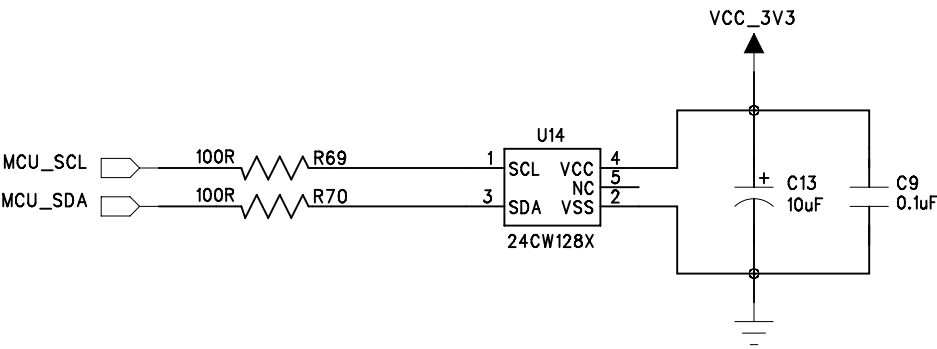 VCC_3V3
U14
MCU_SCL 100R R69 1 SCL VCC 4
NC 5
MCU_SDA 100R R70 3 SDA VSS 2
24CW128X
+ C13
10uF
C9
0.1uF